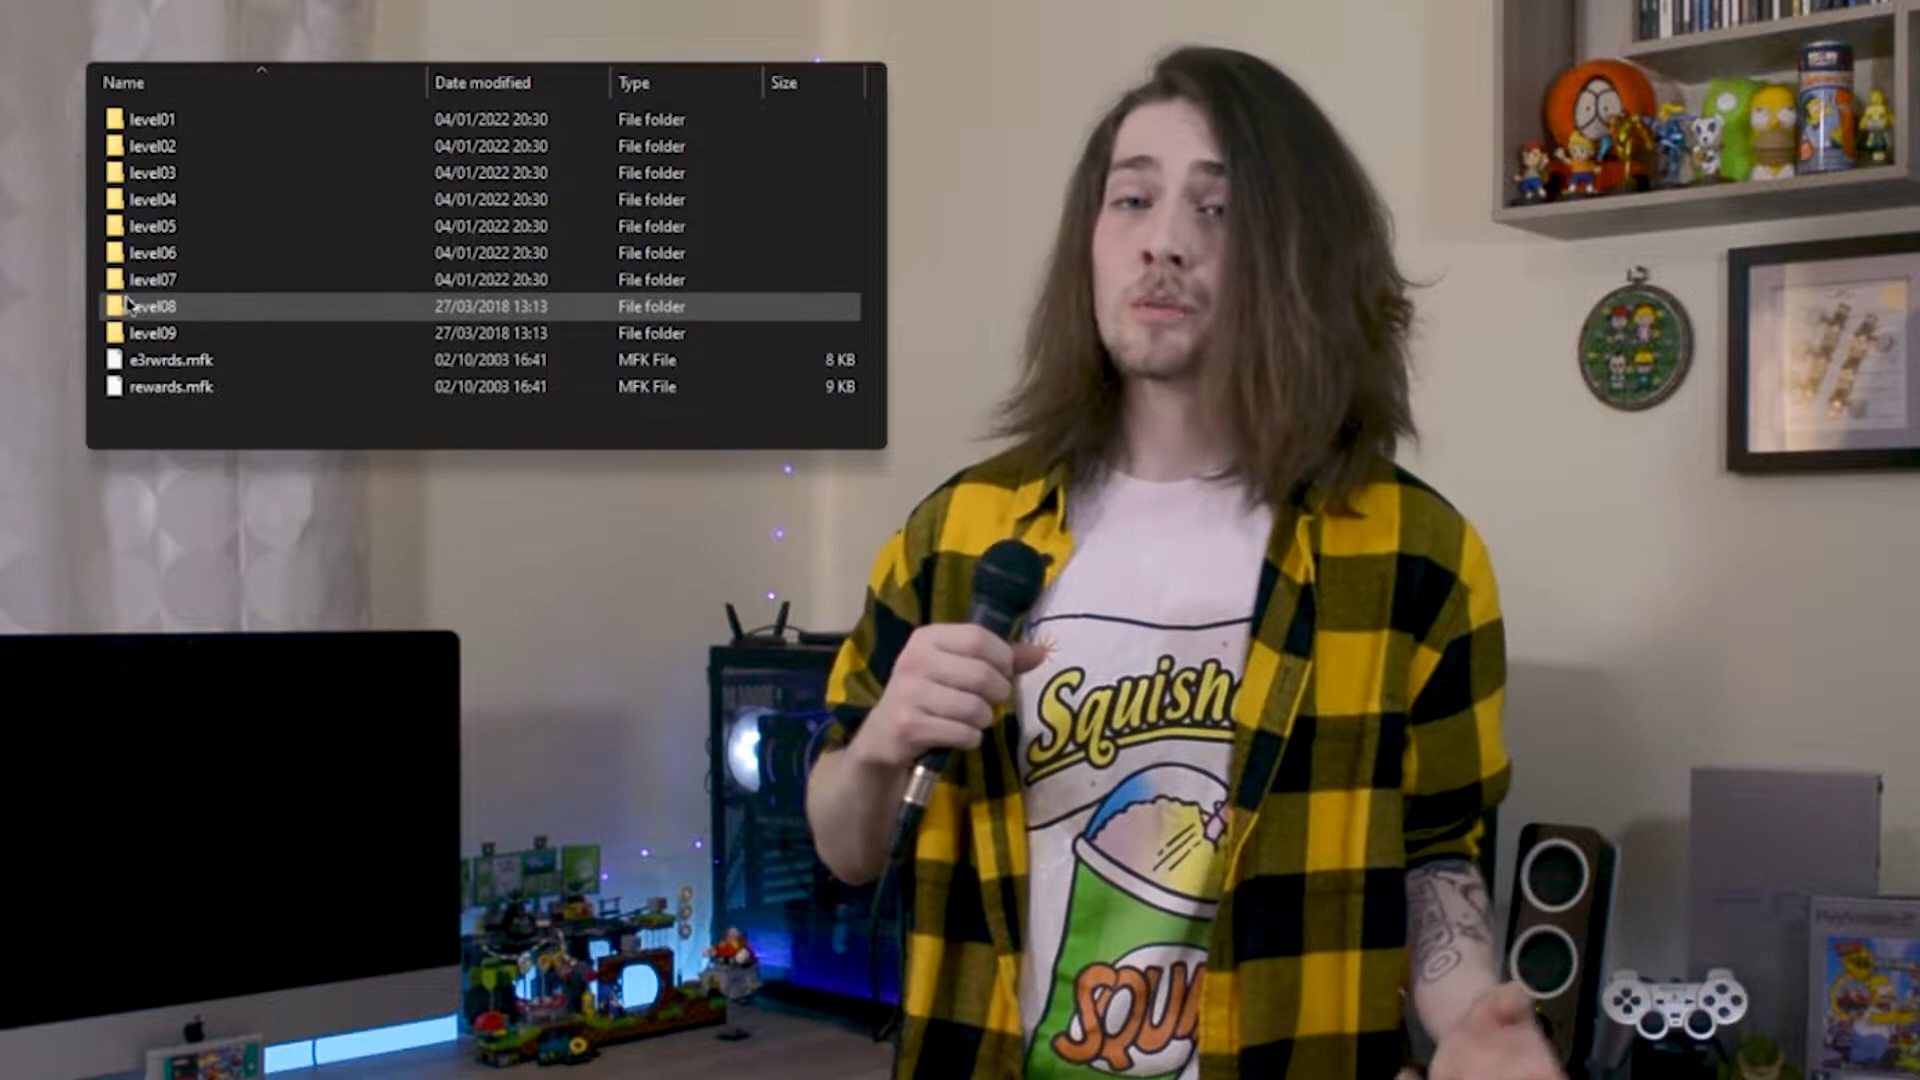 Name Date modified Type Size
level01 04/01/2022 20:30 File folder
level02 04/01/2022 20:30 File folder
level03 04/01/2022 20:30 File folder
level04 04/01/2022 20:30 File folder
level05 04/01/2022 20:30 File folder
level06 04/01/2022 20:30 File folder
level07 04/01/2022 20:30 File folder
level08 27/03/2018 13:13 File folder
level09 27/03/2018 13:13 File folder
e3rwrds.mfk 02/10/2003 16:41 MFK File 8 KB
rewards.mfk 02/10/2003 16:41 MFK File 9 KB
Squish
SQU